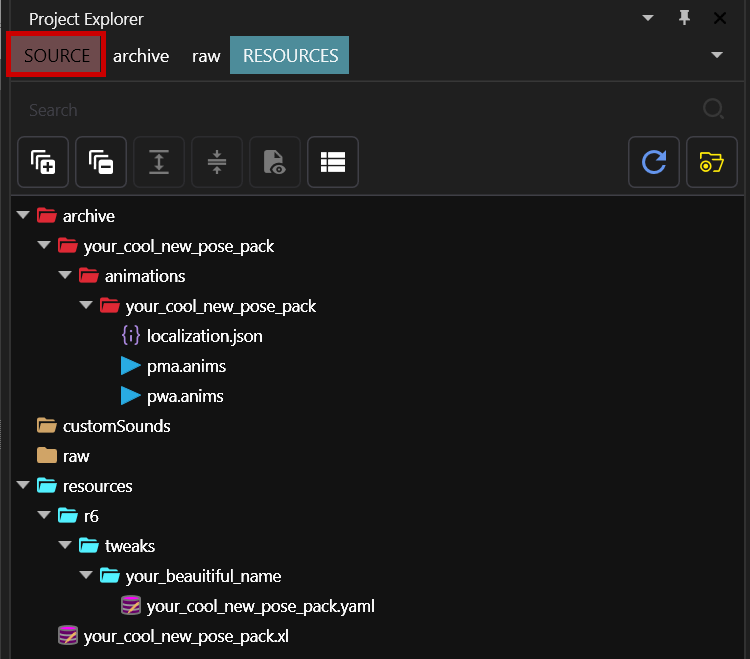 Project Explorer
SOURCE archive raw RESOURCES
Search
archive
your_cool_new_pose_pack
animations
your_cool_new_pose_pack
localization.json
pma.anims
pwa.anims
customSounds
raw
resources
r6
tweaks
your_beauitiful_name
your_cool_new_pose_pack.yaml
your_cool_new_pose_pack.xl